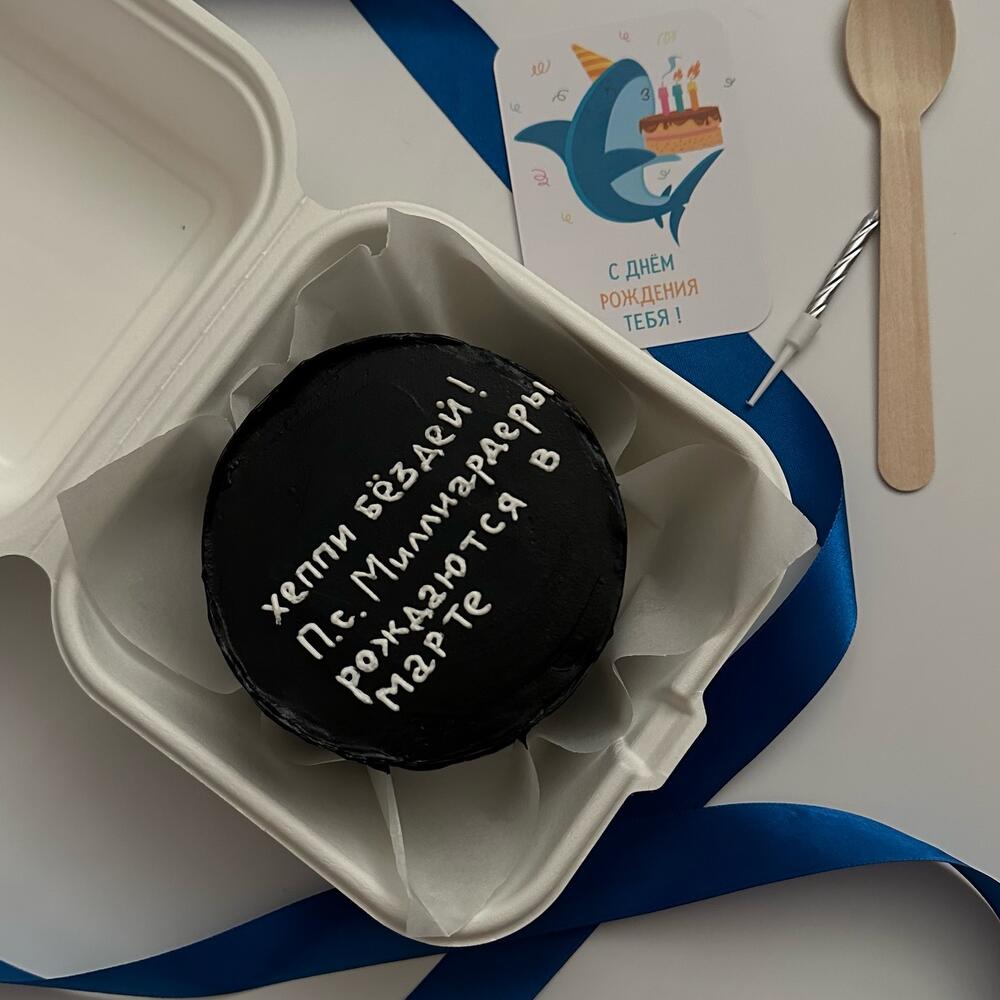 С ДНЁМ
РОЖДЕНИЯ
ТЕБЯ !
хеппи бёздей!
П.с. Миллиардеры
рождаются в
марте